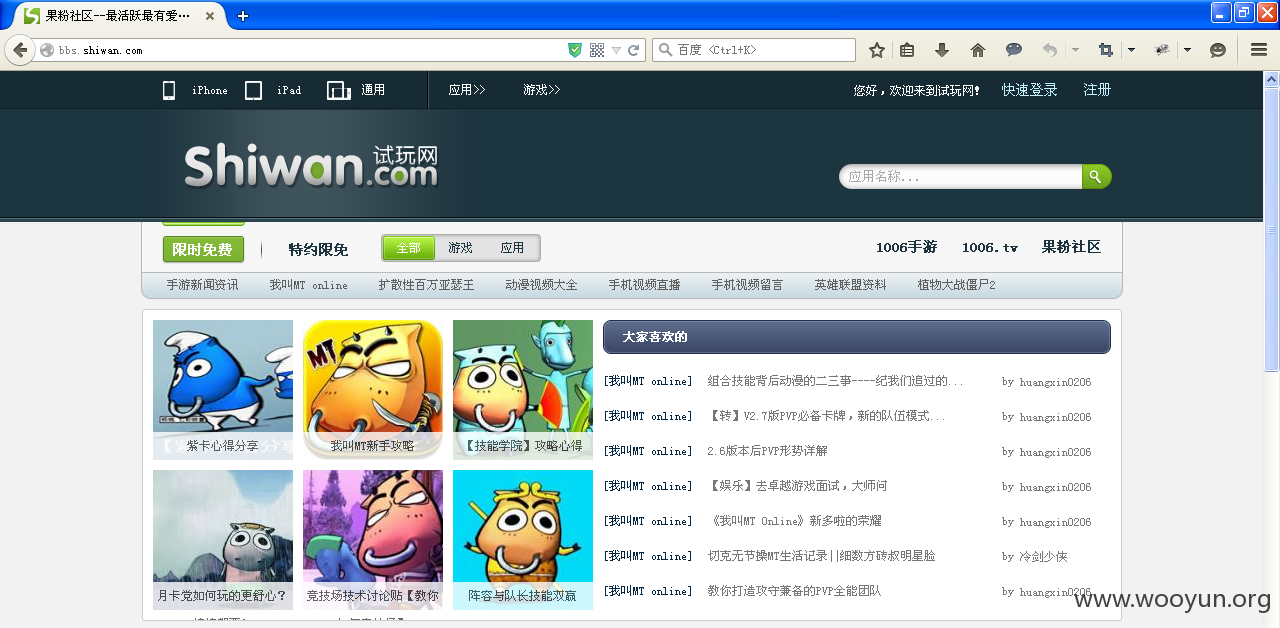 果粉社区--最活跃最有爱…
bbs.shiwan.com
百度 <Ctrl+K>
iPhone iPad 通用 应用>> 游戏>> 您好，欢迎来到试玩网! 快速登录 注册
Shiwan.com 试玩网
应用名称...
限时免费 特约限免 全部 游戏 应用 1006手游 1006.tv 果粉社区
手游新闻资讯 我叫MT online 扩散性百万亚瑟王 动漫视频大全 手机视频直播 手机视频留言 英雄联盟资料 植物大战僵尸2
大家喜欢的
MT
紫卡心得分享 我叫MT新手攻略 【技能学院】攻略心得
[我叫MT online] 组合技能背后动漫的二三事----纪我们追过的... by huangxin0206
[我叫MT online] 【转】V2.7版PVP必备卡牌，新的队伍模式... by huangxin0206
[我叫MT online] 2.6版本后PVP形势详解 by huangxin0206
[我叫MT online] 【娱乐】去卓越游戏面试，大师问 by huangxin0206
[我叫MT online] 《我叫MT Online》新多啦的荣耀 by huangxin0206
[我叫MT online] 切克无节操MT生活记录||细数方砖叔明星脸 by 冷剑少侠
[我叫MT online] 教你打造攻守兼备的PVP全能团队 by huangxin0206
月卡党如何玩的更舒心? 竞技场技术讨论贴【教你 阵容与队长技能双赢
www.wooyun.org